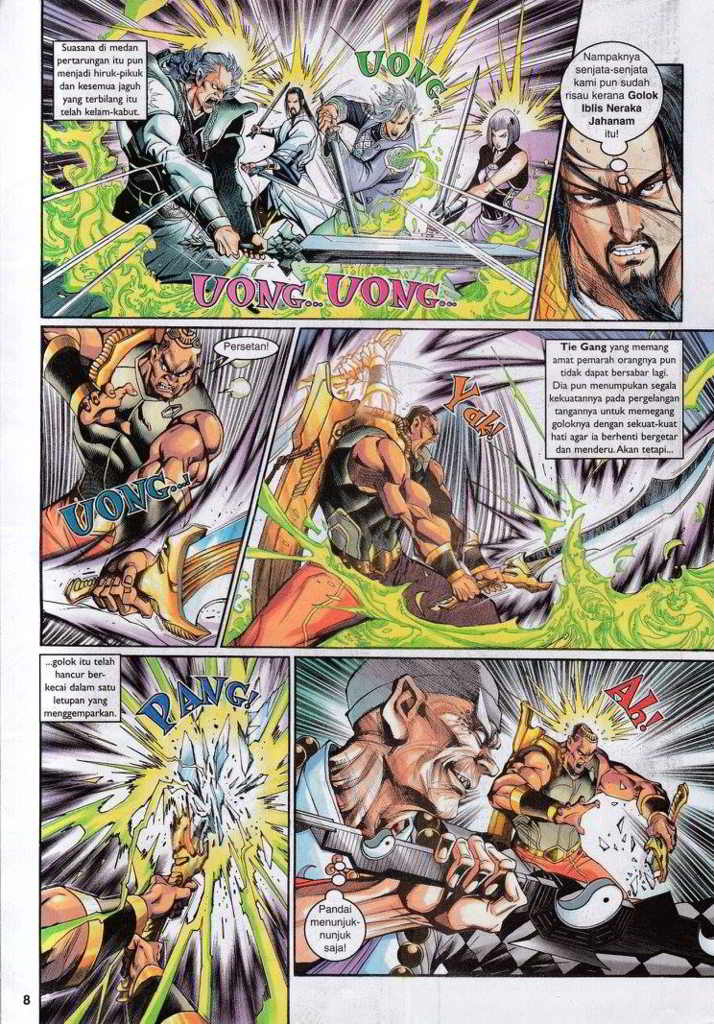 Suasana di medan
pertarungan itu pun
menjadi hiruk-pikuk
dan kesemua jaguh
yang terbilang itu
telah kelam-kabut.
UONG...
UONG... UONG...
Nampaknya
senjata-senjata
kami pun sudah
risau kerana Golok
Iblis Neraka
Jahanam
itu!
Persetan!
UONG...!
Yak!
Tie Gang yang memang
amat pemarah orangnya pun
tidak dapat bersabar lagi.
Dia pun menumpukan segala
kekuatannya pada pergelangan
tangannya untuk memegang
goloknya dengan sekuat-kuat
hati agar ia berhenti bergetar
dan menderu. Akan tetapi...
...golok itu telah
hancur ber-
kecai dalam satu
letupan yang
menggemparkan.
PANG!
Ah!
Pandai
menunjuk-
nunjuk
saja!
8